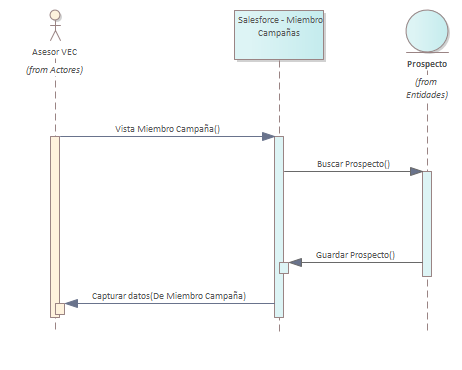 Asesor VEC
(from Actores)
Salesforce - Miembro
Campañas
Prospecto
(from
Entidades)
Vista Miembro Campaña()
Buscar Prospecto()
Guardar Prospecto()
Capturar datos(De Miembro Campaña)